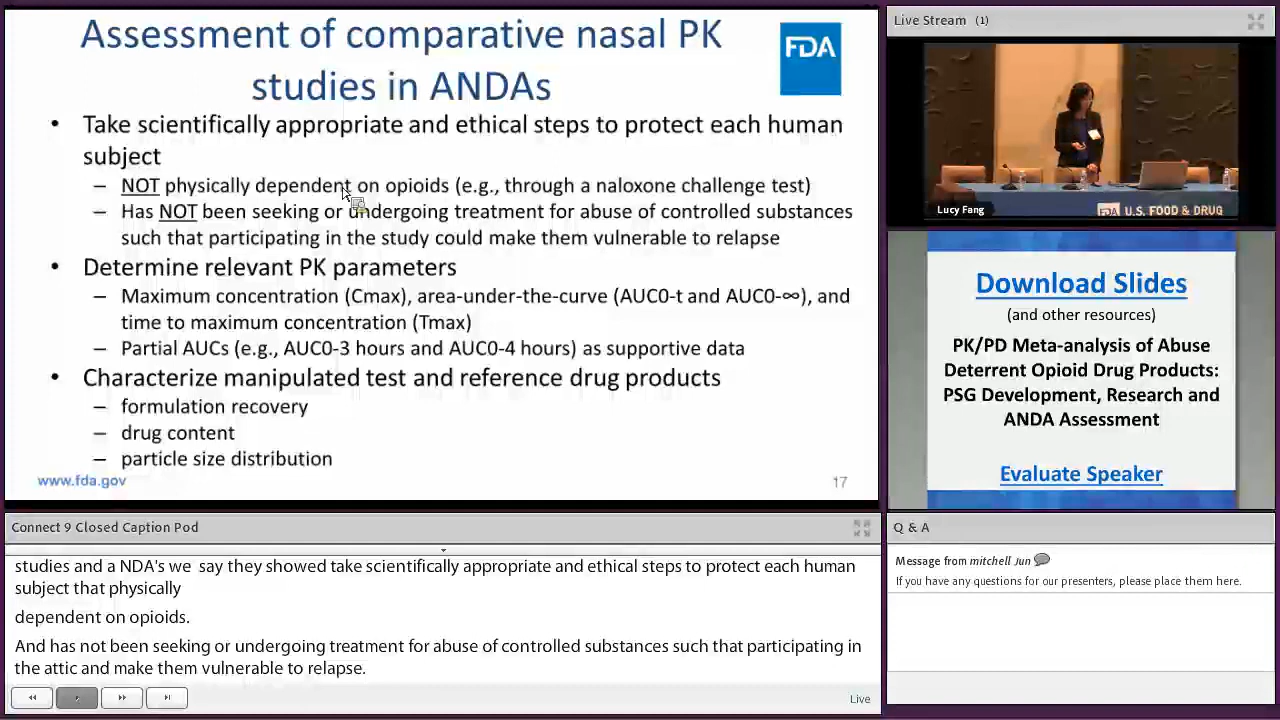 Assessment of comparative nasal PK
studies in ANDAs
FDA
• Take scientifically appropriate and ethical steps to protect each human
subject
– NOT physically dependent on opioids (e.g., through a naloxone challenge test)
– Has NOT been seeking or undergoing treatment for abuse of controlled substances
such that participating in the study could make them vulnerable to relapse
• Determine relevant PK parameters
– Maximum concentration (Cmax), area-under-the-curve (AUC0-t and AUC0-∞), and
time to maximum concentration (Tmax)
– Partial AUCs (e.g., AUC0-3 hours and AUC0-4 hours) as supportive data
• Characterize manipulated test and reference drug products
– formulation recovery
– drug content
– particle size distribution
www.fda.gov
17
Live Stream (1)
Lucy Fang
FDA U.S. FOOD & DRUG
Download Slides
(and other resources)
PK/PD Meta-analysis of Abuse
Deterrent Opioid Drug Products:
PSG Development, Research and
ANDA Assessment
Evaluate Speaker
Connect 9 Closed Caption Pod
studies and a NDA's we say they showed take scientifically appropriate and ethical steps to protect each human
subject that physically
dependent on opioids.
And has not been seeking or undergoing treatment for abuse of controlled substances such that participating in
the attic and make them vulnerable to relapse.
Live
Q & A
Message from mitchell Jun
If you have any questions for our presenters, please place them here.